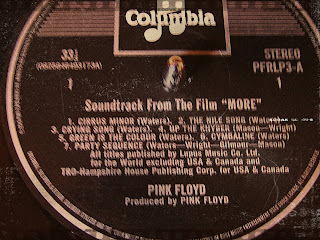 Columbia
33⅓
STEREO
PFRLP3-A
1
1
Soundtrack From The Film "MORE"
1. CIRRUS MINOR (Waters). 2. THE NILE SONG (Waters)
3. CRYING SONG (Waters). 4. UP THE KHYBER (Mason—Wright)
5. GREEN IS THE COLOUR (Waters). 6. CYMBALINE (Waters)
7. PARTY SEQUENCE (Waters—Wright—Gilmour—Mason)
All titles published by Lupus Music Co. Ltd.
for the World excluding USA & Canada and
TRO-Hampshire House Publishing Corp. for USA & Canada
PINK FLOYD
Produced by PINK FLOYD